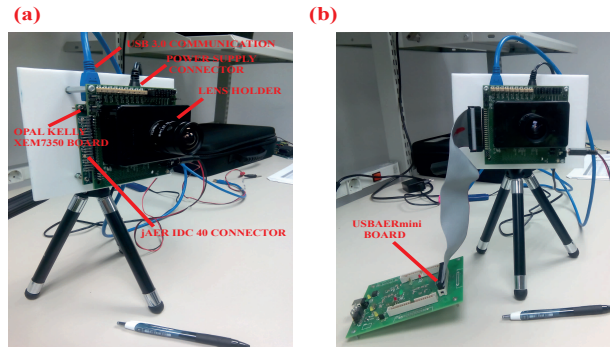 (a)
(b)
USB 3.0 COMMUNICATION
POWER SUPPLY
CONNECTOR
LENS HOLDER
OPAL KELLY
XEM7350 BOARD
jAER IDC 40 CONNECTOR
USBAERmini
BOARD